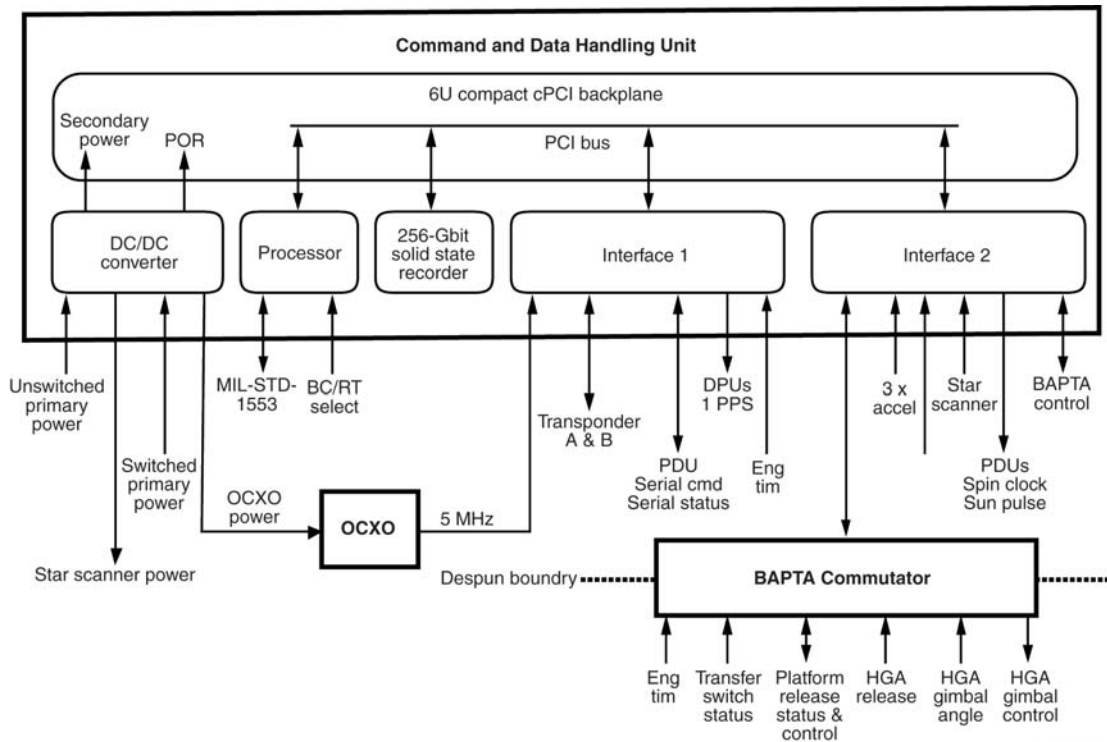 Command and Data Handling Unit
6U compact cPCI backplane
Secondary
power
POR
PCI bus
DC/DC
converter
Processor
256-Gbit
solid state
recorder
Interface 1
Interface 2
Unswitched
primary
power
MIL-STD-
1553
BC/RT
select
Transponder
A & B
DPUs
1 PPS
3 x
accel
Star
scanner
BAPTA
control
Switched
primary
power
PDU
Serial cmd
Serial status
Eng
tim
PDUs
Spin clock
Sun pulse
OCXO
power
OCXO
5 MHz
Star scanner power
Despun boundry
BAPTA Commutator
Eng
tim
Transfer
switch
status
Platform
release
status &
control
HGA
release
HGA
gimbal
angle
HGA
gimbal
control